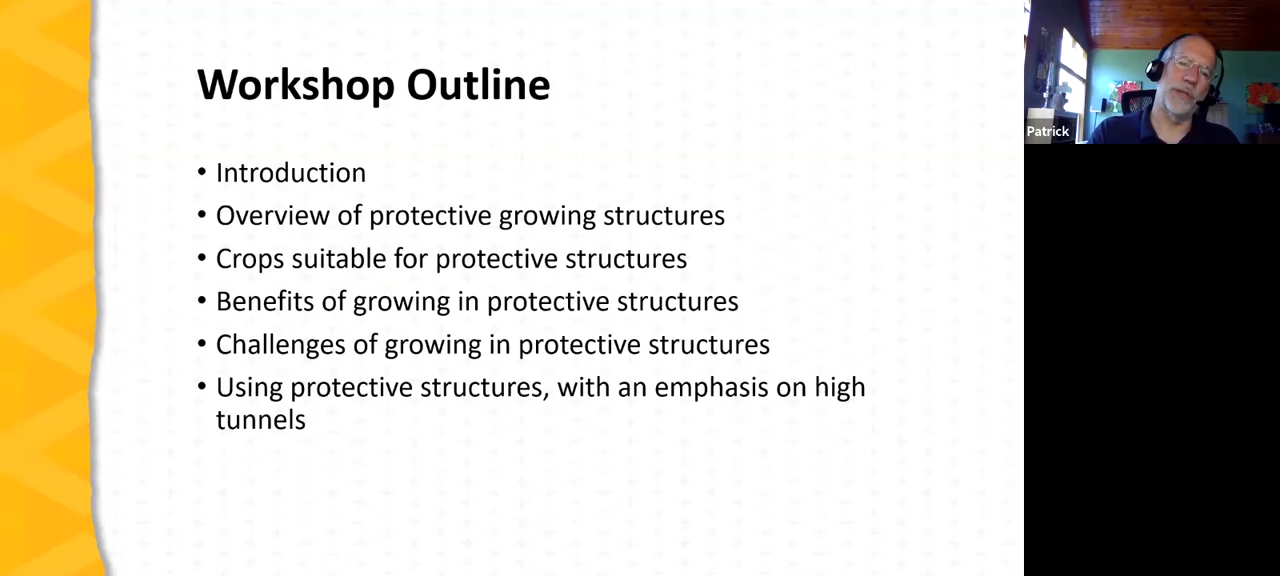 Workshop Outline
• Introduction
• Overview of protective growing structures
• Crops suitable for protective structures
• Benefits of growing in protective structures
• Challenges of growing in protective structures
• Using protective structures, with an emphasis on high
tunnels
Patrick